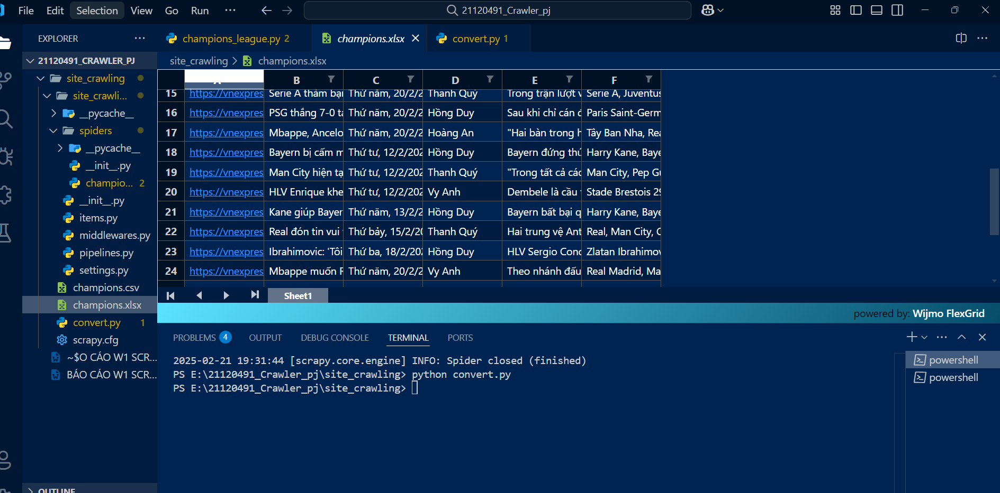 File Edit Selection View Go Run ···
21120491_Crawler_pj
EXPLORER ···
21120491_CRAWLER_PJ
site_crawling
site_crawli...
__pycache__
spiders
__pycache__
__init__.py
champio... 2
__init__.py
items.py
middlewares.py
pipelines.py
settings.py
champions.csv
champions.xlsx
convert.py 1
scrapy.cfg
~$O CÁO W1 SCR...
BÁO CÁO W1 SCR...
OUTLINE
champions_league.py 2
champions.xlsx
convert.py 1
site_crawling > champions.xlsx
B C D E F
15 https://vnexpres Serie A thảm bại Thứ năm, 20/2/2 Thanh Quý Trong trận lượt v Serie A, Juventus
16 https://vnexpres PSG thắng 7-0 tạ Thứ năm, 20/2/2 Hồng Duy Sau khi chỉ cán đ Paris Saint-Germ
17 https://vnexpres Mbappe, Ancelo Thứ năm, 20/2/2 Hoàng An "Hai bàn trong h Tây Ban Nha, Rea
18 https://vnexpres Bayern bị cấm m Thứ tư, 12/2/202 Hồng Duy Bayern đứng thứ Harry Kane, Baye
19 https://vnexpres Man City hiện tạ Thứ tư, 12/2/202 Thanh Quý "Trong tất cả các Man City, Pep Gu
20 https://vnexpres HLV Enrique khe Thứ tư, 12/2/202 Vy Anh Dembele là cầu Stade Brestois 29
21 https://vnexpres Kane giúp Bayer Thứ năm, 13/2/2 Hồng Duy Bayern bất bại q Harry Kane, Baye
22 https://vnexpres Real đón tin vui Thứ bảy, 15/2/20 Thanh Quý Hai trung vệ Ant Real, Man City, C
23 https://vnexpres Ibrahimovic: 'Tôi Thứ ba, 18/2/202 Hồng Duy HLV Sergio Conc Zlatan Ibrahimov
24 https://vnexpres Mbappe muốn R Thứ năm, 20/2/2 Vy Anh Theo nhánh đấu Real Madrid, Ma
Sheet1
powered by: Wijmo FlexGrid
PROBLEMS 4 OUTPUT DEBUG CONSOLE TERMINAL PORTS
2025-02-21 19:31:44 [scrapy.core.engine] INFO: Spider closed (finished)
PS E:\21120491_Crawler_pj\site_crawling> python convert.py
PS E:\21120491_Crawler_pj\site_crawling>
powershell
powershell